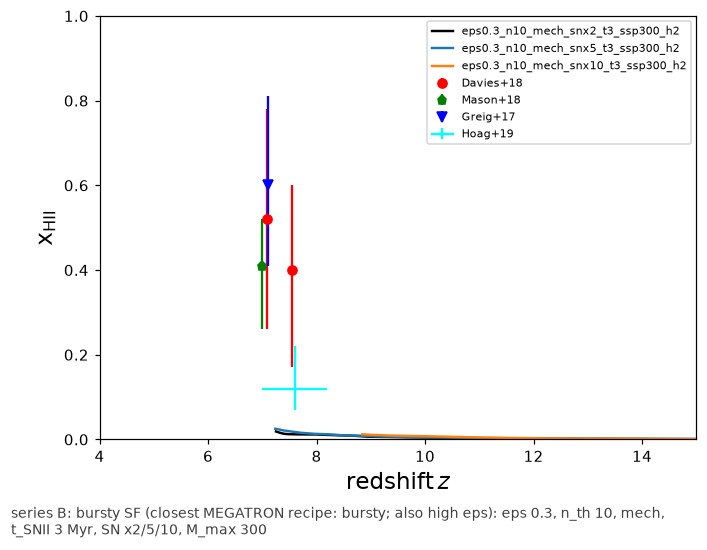 1.0
0.8
0.6
0.4
0.2
0.0
xHII
4 6 8 10 12 14
redshift z
eps0.3_n10_mech_snx2_t3_ssp300_h2
eps0.3_n10_mech_snx5_t3_ssp300_h2
eps0.3_n10_mech_snx10_t3_ssp300_h2
Davies+18
Mason+18
Greig+17
Hoag+19
series B: bursty SF (closest MEGATRON recipe: bursty; also high eps): eps 0.3, n_th 10, mech,
t_SNII 3 Myr, SN x2/5/10, M_max 300